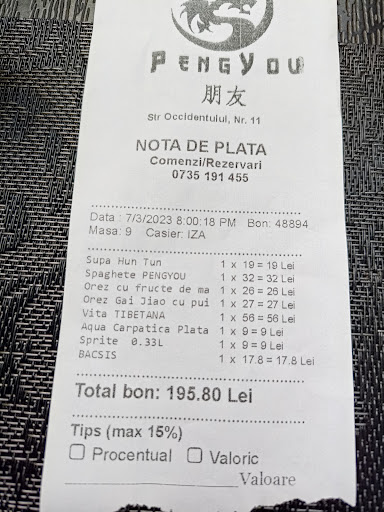 PENGYOU
朋友
Str Occidentului, Nr. 11
NOTA DE PLATA
Comenzi/Rezervari
0735 191 455
Data : 7/3/2023 8:00:18 PM Bon: 48894
Masa: 9 Casier: IZA
Supa Hun Tun 1 x 19 = 19 Lei
Spaghete PENGYOU 1 x 32 = 32 Lei
Orez cu fructe de ma 1 x 26 = 26 Lei
Orez Gai Jiao cu pui 1 x 27 = 27 Lei
Vita TIBETANA 1 x 56 = 56 Lei
Aqua Carpatica Plata 1 x 9 = 9 Lei
Sprite 0.33L 1 x 9 = 9 Lei
BACSIS 1 x 17.8 = 17.8 Lei
Total bon: 195.80 Lei
Tips (max 15%)
Procentual Valoric
Valoare